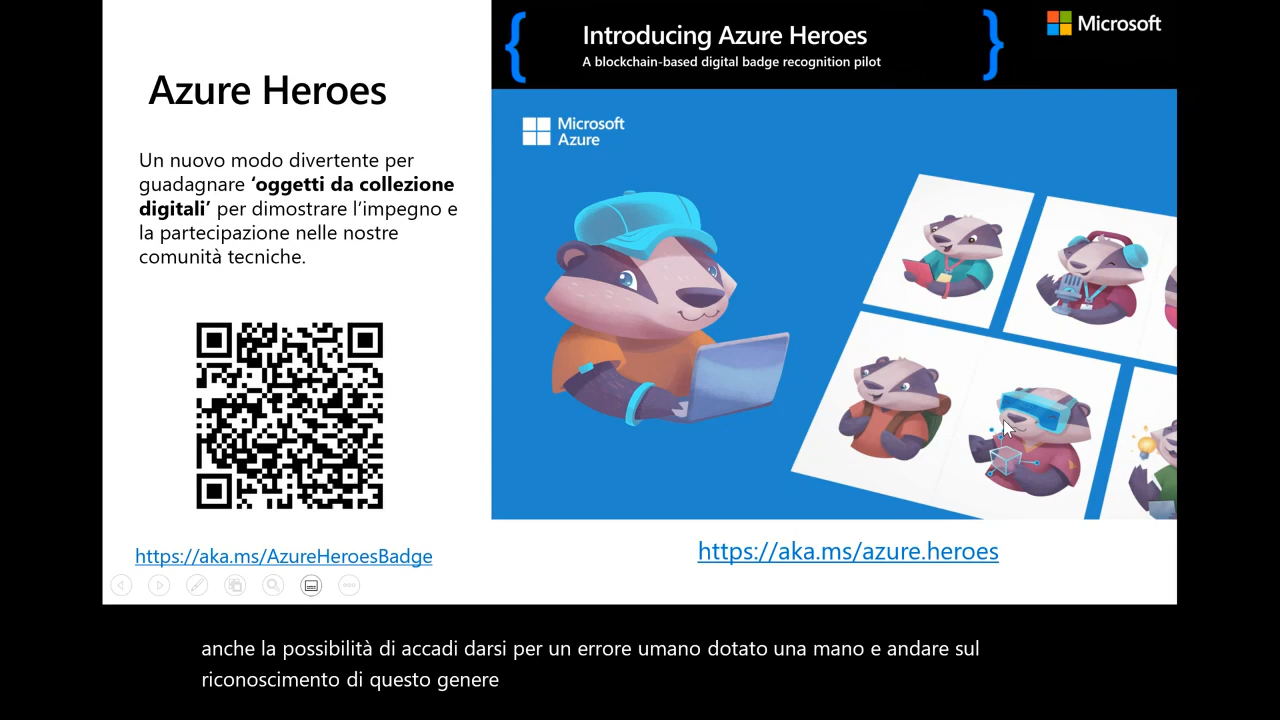 Azure Heroes
Un nuovo modo divertente per
guadagnare ‘oggetti da collezione
digitali’ per dimostrare l’impegno e
la partecipazione nelle nostre
comunità tecniche.
https://aka.ms/AzureHeroesBadge
{ Introducing Azure Heroes }
A blockchain-based digital badge recognition pilot
Microsoft
Microsoft
Azure
https://aka.ms/azure.heroes
anche la possibilità di accadi darsi per un errore umano dotato una mano e andare sul
riconoscimento di questo genere